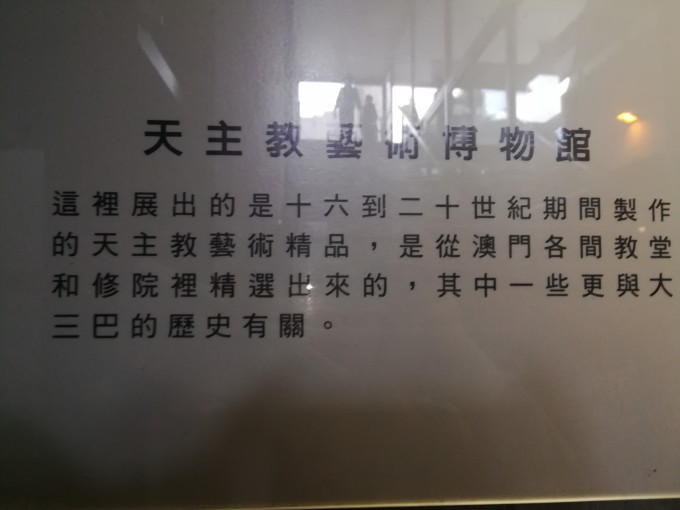 天主教藝術博物館
這裡展出的是十六到二十世紀期間製作
的天主教藝術精品，是從澳門各間教堂
和修院裡精選出來的，其中一些更與大
三巴的歷史有關。